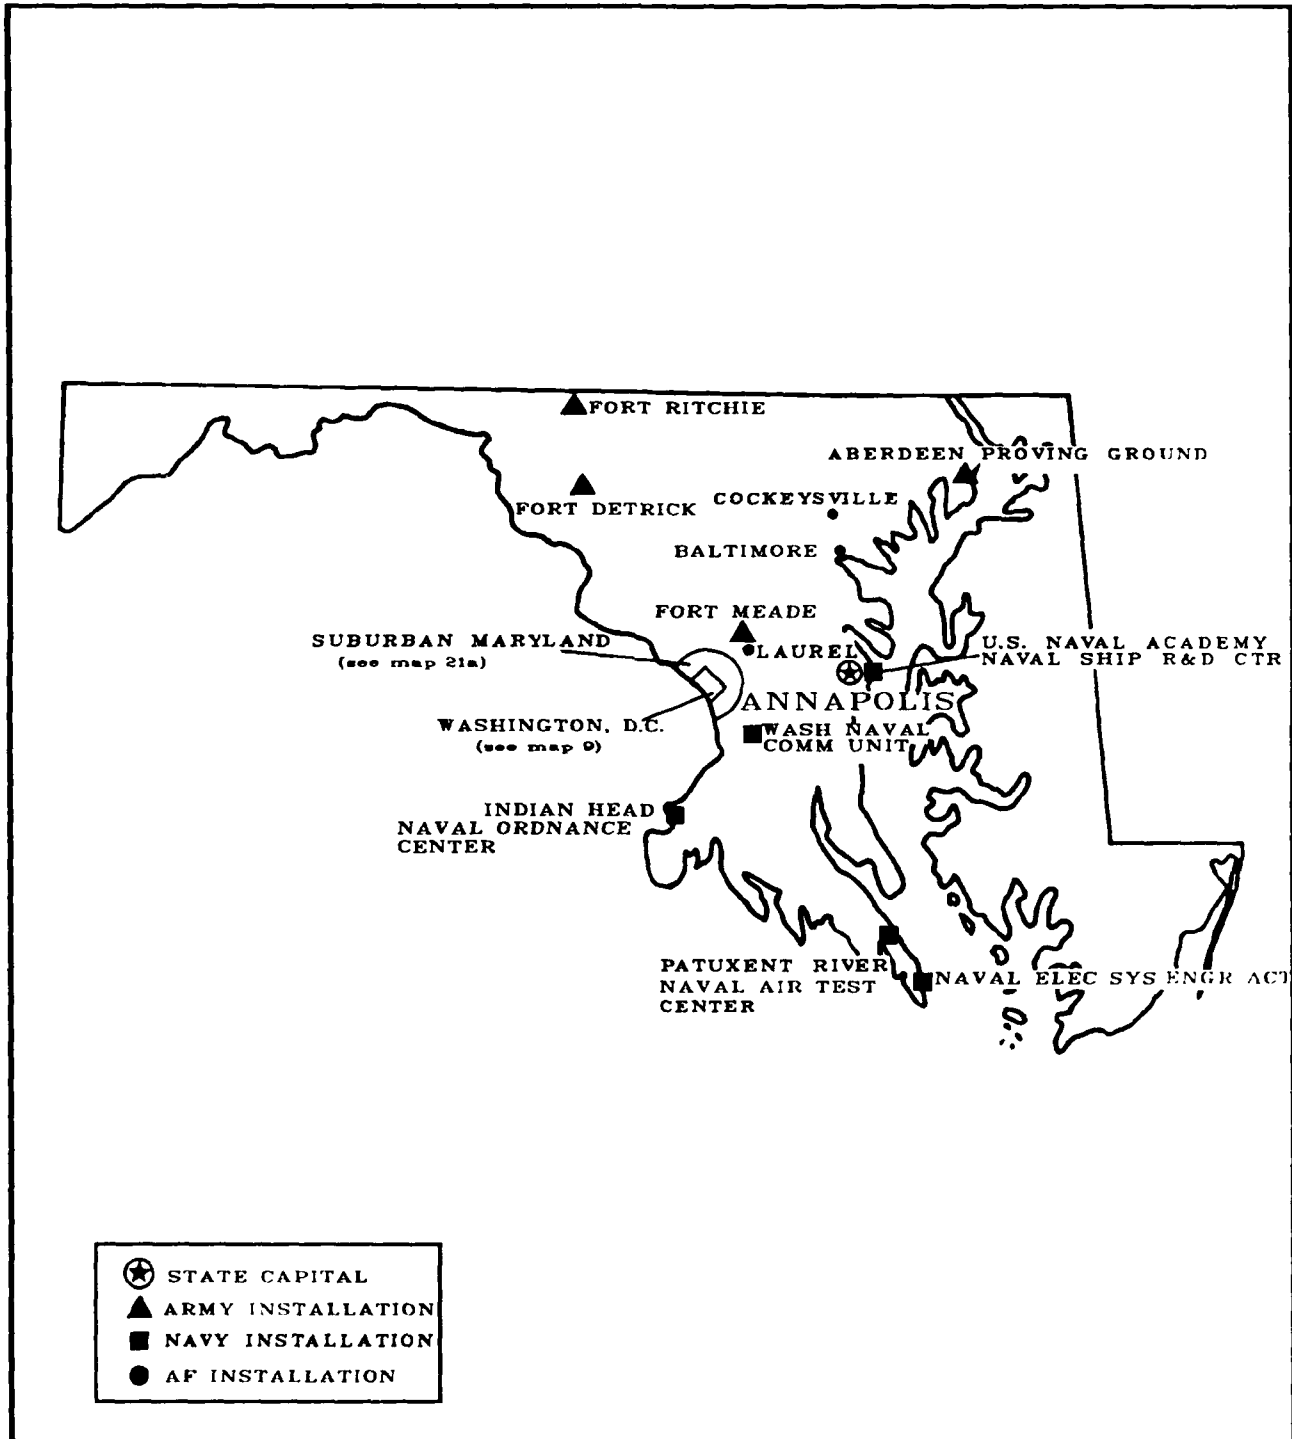 FORT RITCHIE
ABERDEEN PROVING GROUND
COCKEYSVILLE
FORT DETRICK
BALTIMORE
FORT MEADE
SUBURBAN MARYLAND
(see map 21a)
LAUREL
U.S. NAVAL ACADEMY
NAVAL SHIP R&D CTR
ANNAPOLIS
WASHINGTON, D.C.
(see map 9)
WASH NAVAL
COMM UNIT
INDIAN HEAD
NAVAL ORDNANCE
CENTER
PATUXENT RIVER
NAVAL AIR TEST
CENTER
NAVAL ELEC SYS ENGR ACT
STATE CAPITAL
ARMY INSTALLATION
NAVY INSTALLATION
AF INSTALLATION